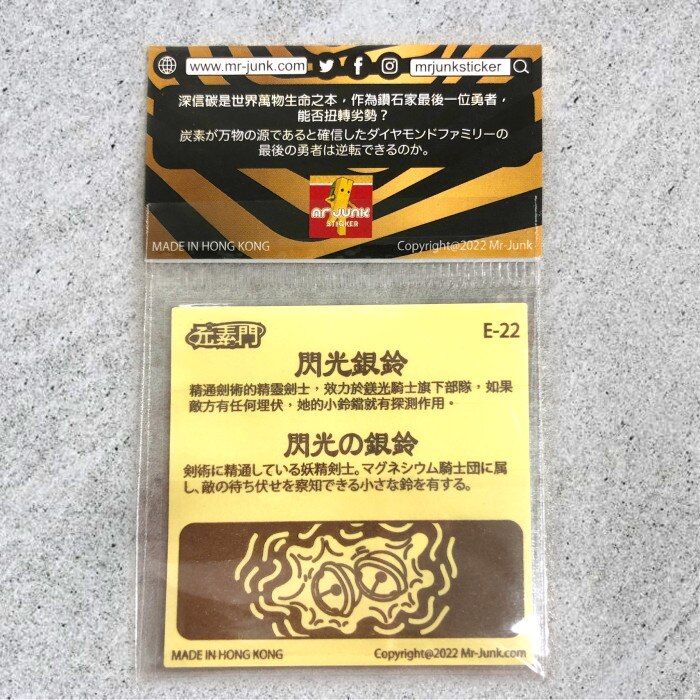 www.mr-junk.com mrjunksticker
深信碳是世界萬物生命之本，作為鑽石家最後一位勇者，
能否扭轉劣勢？
炭素が万物の源であると確信したダイヤモンドファミリーの
最後の勇者は逆転できるのか。
MR JUNK
STICKER
MADE IN HONG KONG Copyright@2022 Mr-Junk
元素門 E-22
閃光銀鈴
精通劍術的精靈劍士，效力於鎂光騎士旗下部隊，如果
敵方有任何埋伏，她的小鈴鐺就有探測作用。
閃光の銀鈴
剣術に精通している妖精剣士。マグネシウム騎士団に属
し、敵の待ち伏せを察知できる小さな鈴を有する。
MADE IN HONG KONG Copyright@2022 Mr-Junk.com